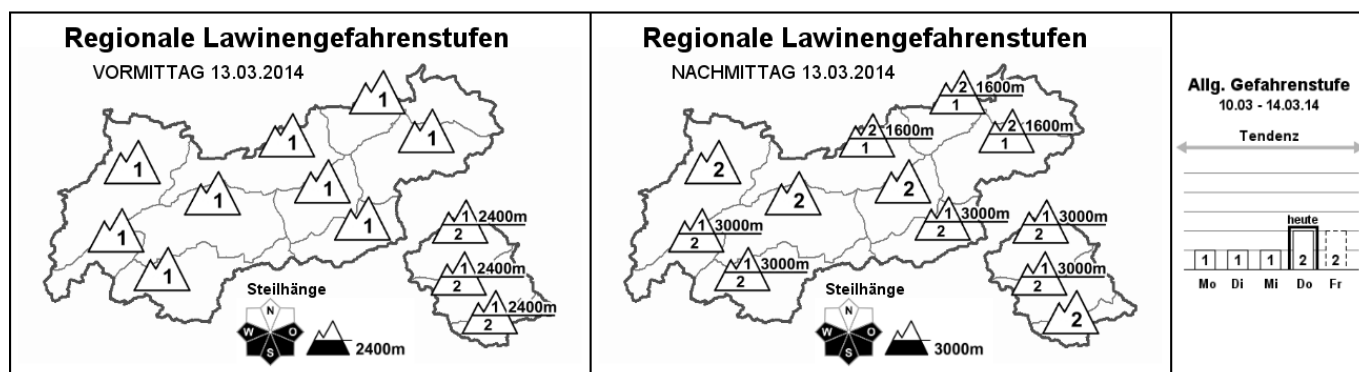 Regionale Lawinengefahrenstufen
VORMITTAG 13.03.2014
1
1
1
1
1
1
1
1
1
1 2400m
2
1 2400m
2
1 2400m
2
Steilhänge
N
W O
S
2400m
Regionale Lawinengefahrenstufen
NACHMITTAG 13.03.2014
2 1600m
1
2 1600m
1
2 1600m
1
2
2
2
1 3000m
2
1 3000m
2
1 3000m
2
1 3000m
2
1 3000m
2
2
Steilhänge
N
W O
S
3000m
Allg. Gefahrenstufe
10.03 - 14.03.14
Tendenz
heute
1 1 1 2 2
Mo Di Mi Do Fr